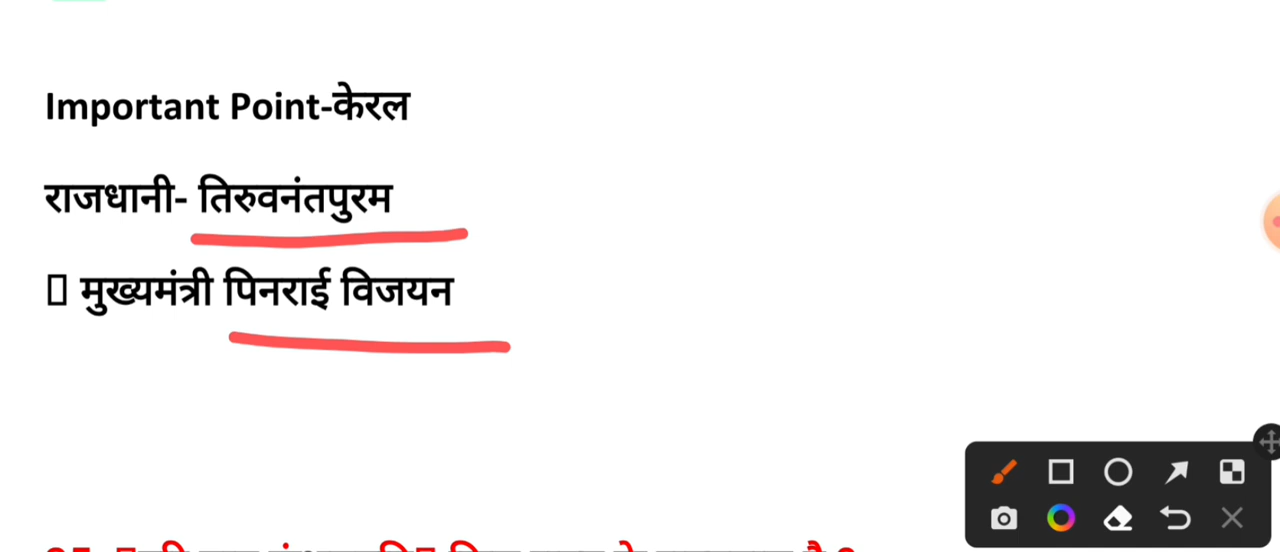 Important Point-केरल
राजधानी- तिरुवनंतपुरम
मुख्यमंत्री पिनराई विजयन